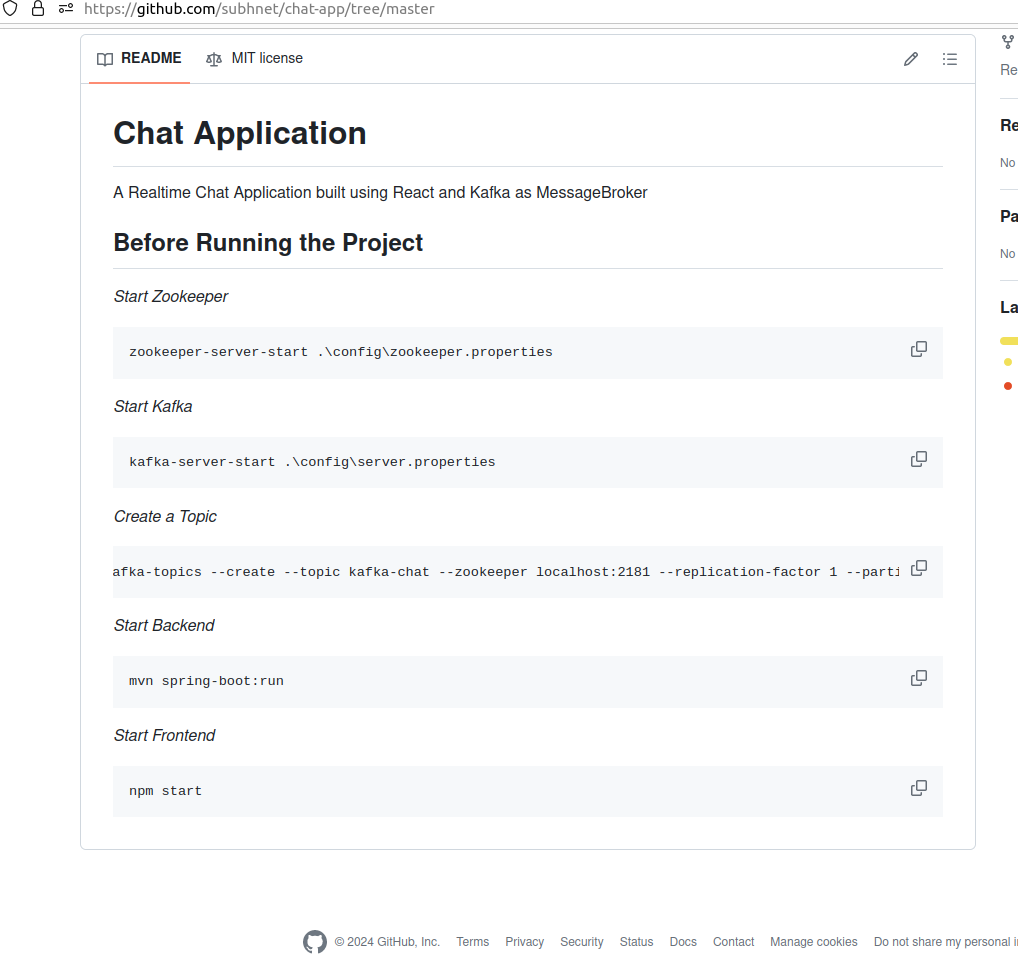 https://github.com/subhnet/chat-app/tree/master
README
MIT license
Re
Chat Application
Re
No
A Realtime Chat Application built using React and Kafka as MessageBroker
Pa
Before Running the Project
No
Start Zookeeper
La
zookeeper-server-start .\config\zookeeper.properties
Start Kafka
kafka-server-start .\config\server.properties
Create a Topic
afka-topics --create --topic kafka-chat --zookeeper localhost:2181 --replication-factor 1 --parti
Start Backend
mvn spring-boot:run
Start Frontend
npm start
© 2024 GitHub, Inc. Terms Privacy Security Status Docs Contact Manage cookies Do not share my personal i